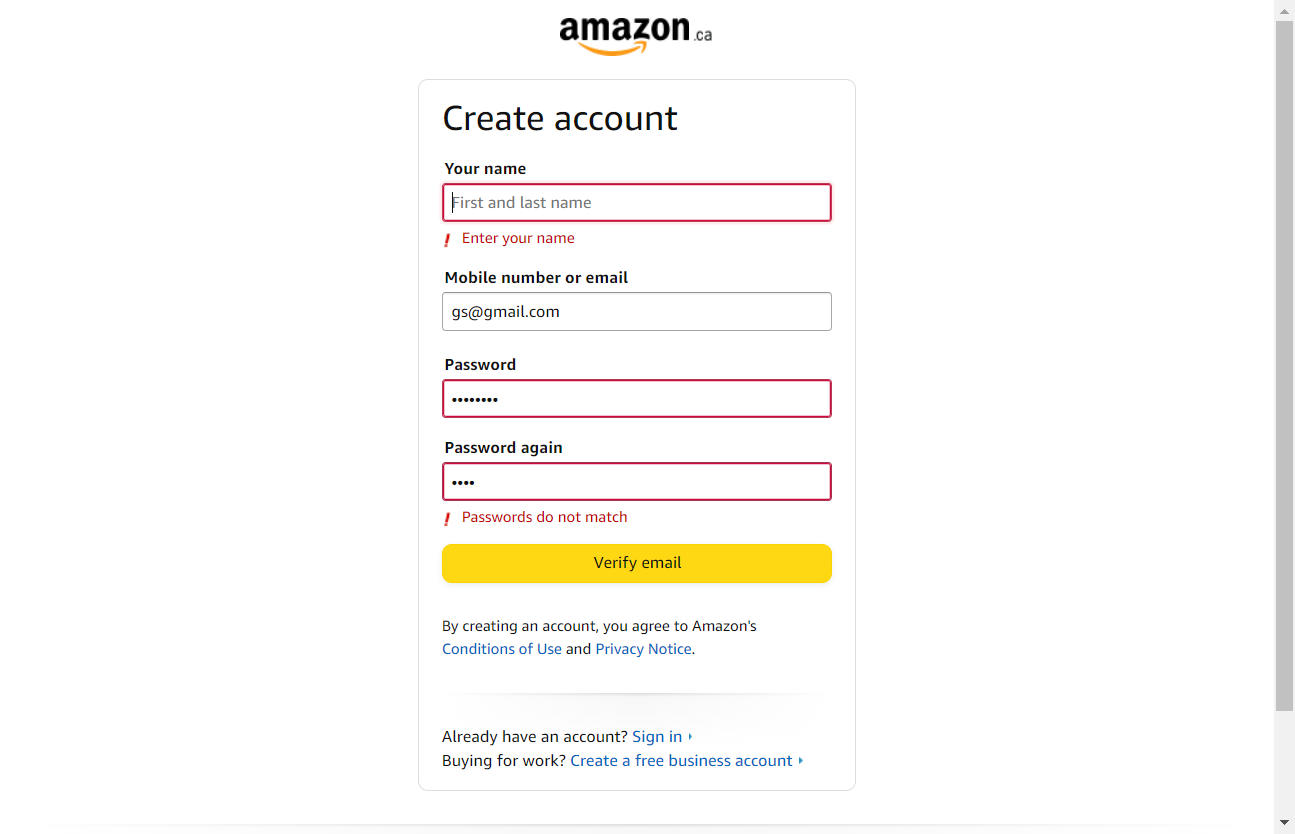 amazon.ca
Create account
Your name
First and last name
! Enter your name
Mobile number or email
gs@gmail.com
Password
••••••••
Password again
••••
! Passwords do not match
Verify email
By creating an account, you agree to Amazon's
Conditions of Use and Privacy Notice.
Already have an account? Sign in
Buying for work? Create a free business account